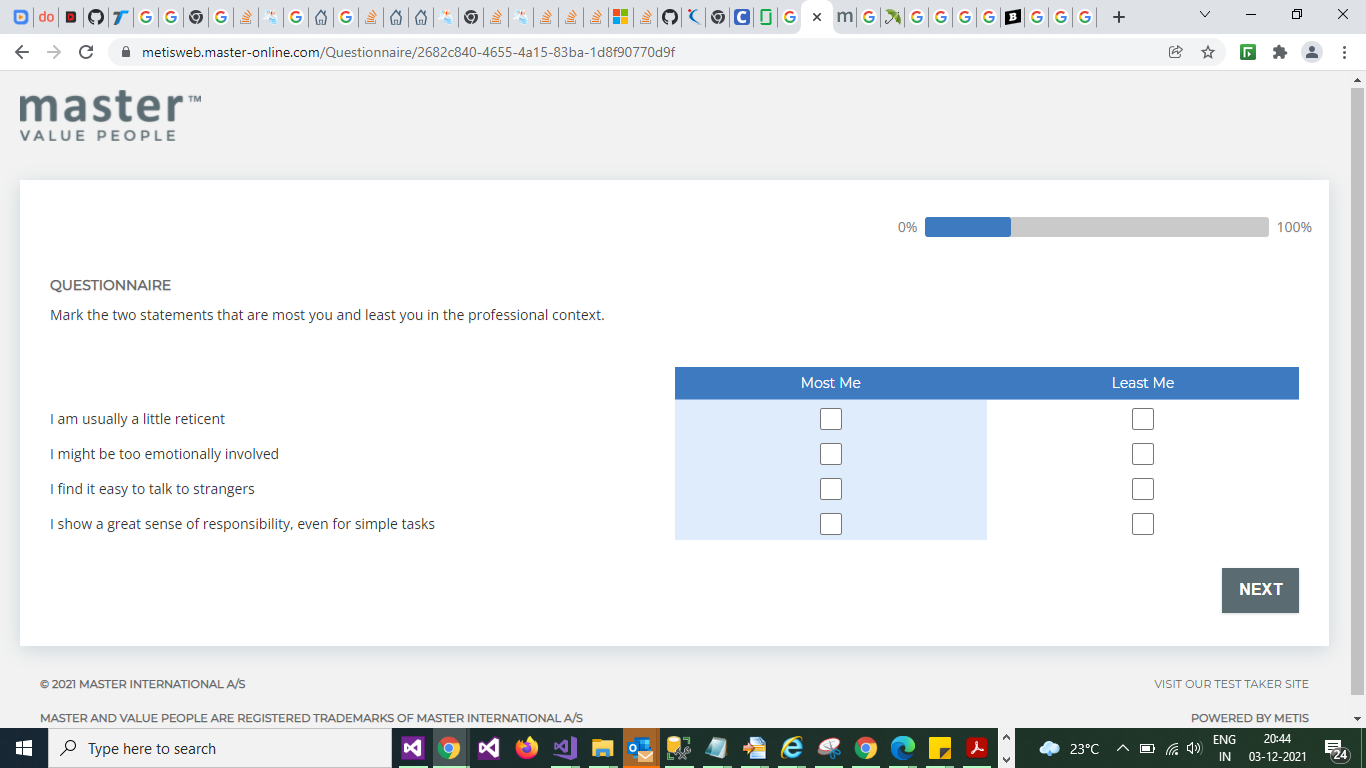 do
metisweb.master-online.com/Questionnaire/2682c840-4655-4a15-83ba-1d8f90770d9f
master™
VALUE PEOPLE
0% 100%
QUESTIONNAIRE
Mark the two statements that are most you and least you in the professional context.
Most Me Least Me
I am usually a little reticent
I might be too emotionally involved
I find it easy to talk to strangers
I show a great sense of responsibility, even for simple tasks
NEXT
© 2021 MASTER INTERNATIONAL A/S VISIT OUR TEST TAKER SITE
MASTER AND VALUE PEOPLE ARE REGISTERED TRADEMARKS OF MASTER INTERNATIONAL A/S POWERED BY METIS
Type here to search
23°C
ENG
IN
20:44
03-12-2021
24